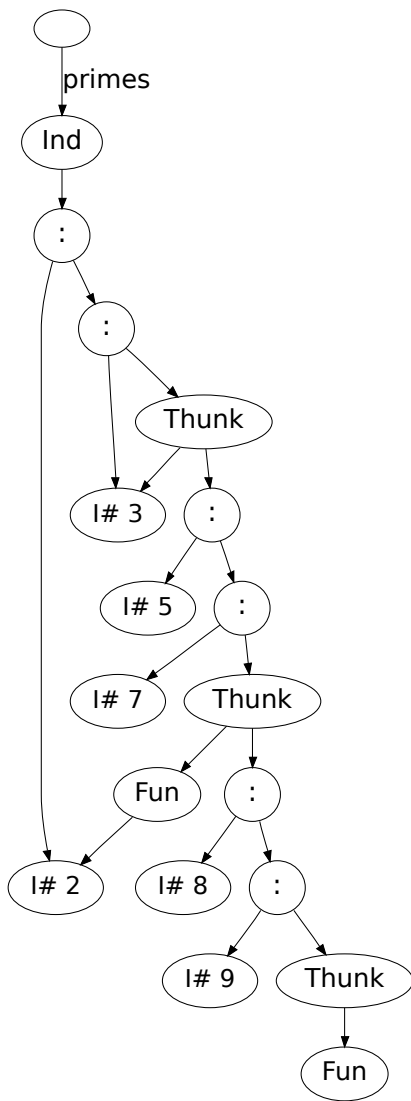 primes
Ind
:
:
Thunk
I# 3
:
I# 5
:
I# 7
Thunk
Fun
:
I# 2
I# 8
:
I# 9
Thunk
Fun